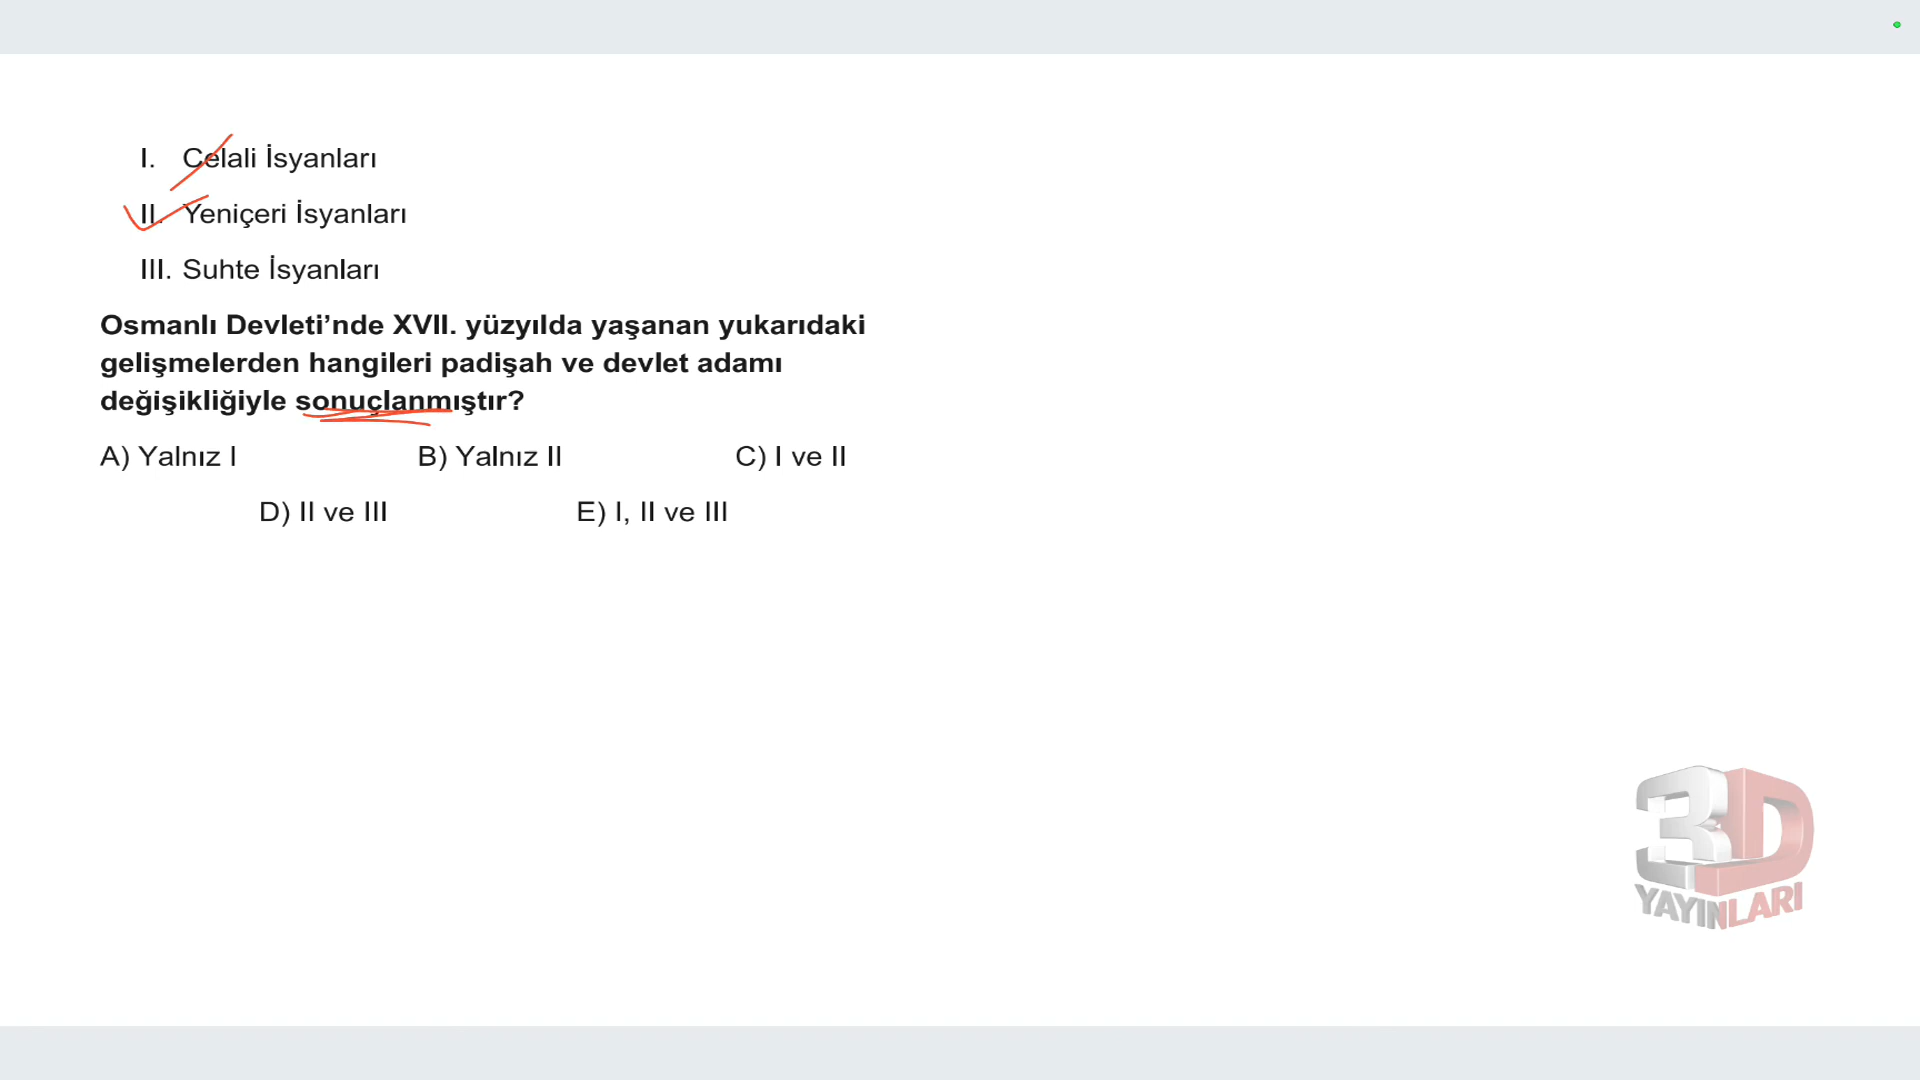 I. Celali İsyanları
II. Yeniçeri İsyanları
III. Suhte İsyanları
Osmanlı Devleti’nde XVII. yüzyılda yaşanan yukarıdaki
gelişmelerden hangileri padişah ve devlet adamı
değişikliğiyle sonuçlanmıştır?
A) Yalnız I B) Yalnız II C) I ve II
D) II ve III E) I, II ve III
3D
YAYINLARI